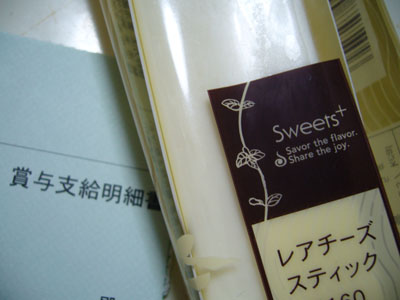 賞与支給明細書
Sweets+
Savor the flavor.
Share the joy.
レアチーズ
スティック
160